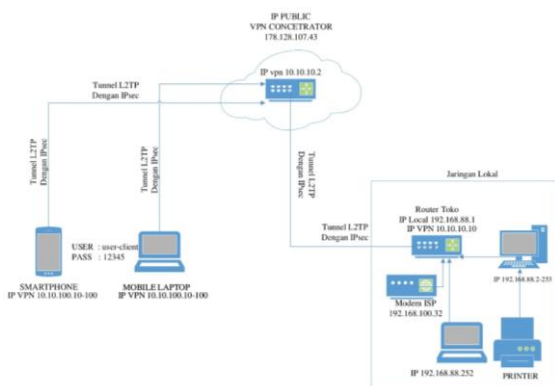 IP PUBLIC
VPN CONCETRATOR
178.128.107.43
IP vpn 10.10.10.2
Tunnel L2TP
Dengan IPsec
Tunnel L2TP
Dengan IPsec
Tunnel L2TP
Dengan IPsec
Tunnel L2TP
Dengan IPsec
Jaringan Lokal
Router Toko
IP Local 192.168.88.1
IP VPN 10.10.10.10
Tunnel L2TP
Dengan IPsec
USER : user-client
PASS : 12345
SMARTPHONE
IP VPN 10.10.100.10-100
MOBILE LAPTOP
IP VPN 10.10.100.10-100
IP 192.168.88.2-253
Modem ISP
192.168.100.32
IP 192.168.88.252
PRINTER